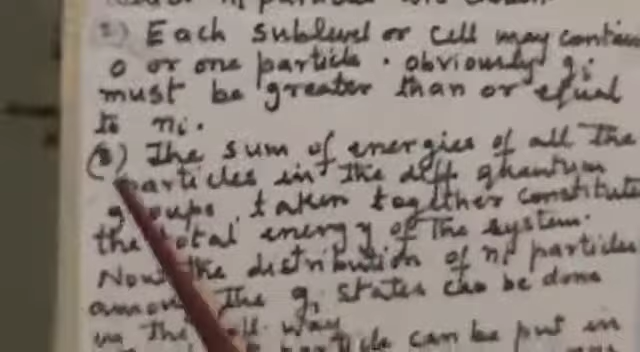 2) Each sublevel or cell may contain
0 or one particle. obviously gi
must be greater than or equal
to ni.
(3) The sum of energies of all the
particles in the diff quantum
groups, taken together constitute
the total energy of the system.
Now the distribution of ni particles
among the gi states can be done
in the way
particle can be put in